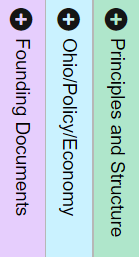 Principles and Structure
Ohio/Policy/Economy
Founding Documents